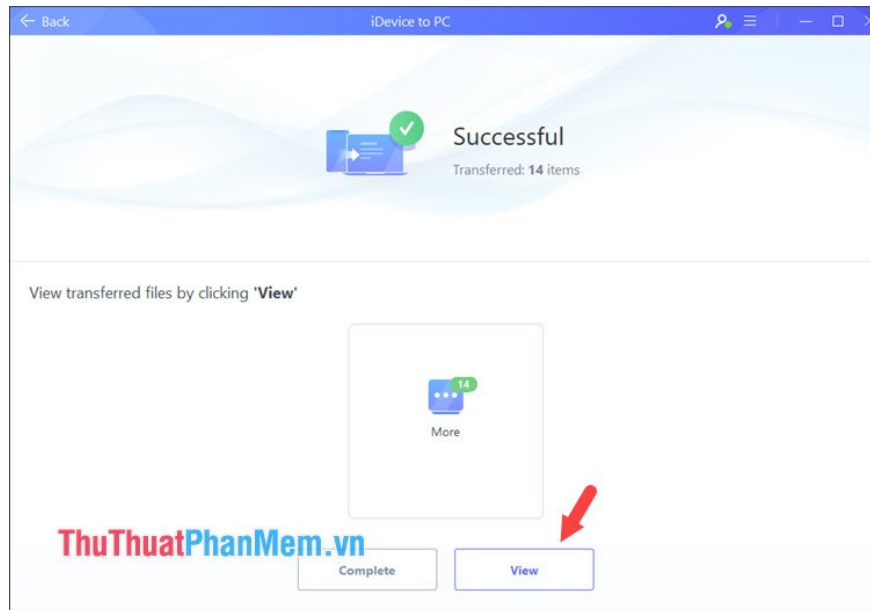 Back
iDevice to PC
Successful
Transferred: 14 items
View transferred files by clicking 'View'
14
More
ThuThuatPhanMem.vn
Complete
View